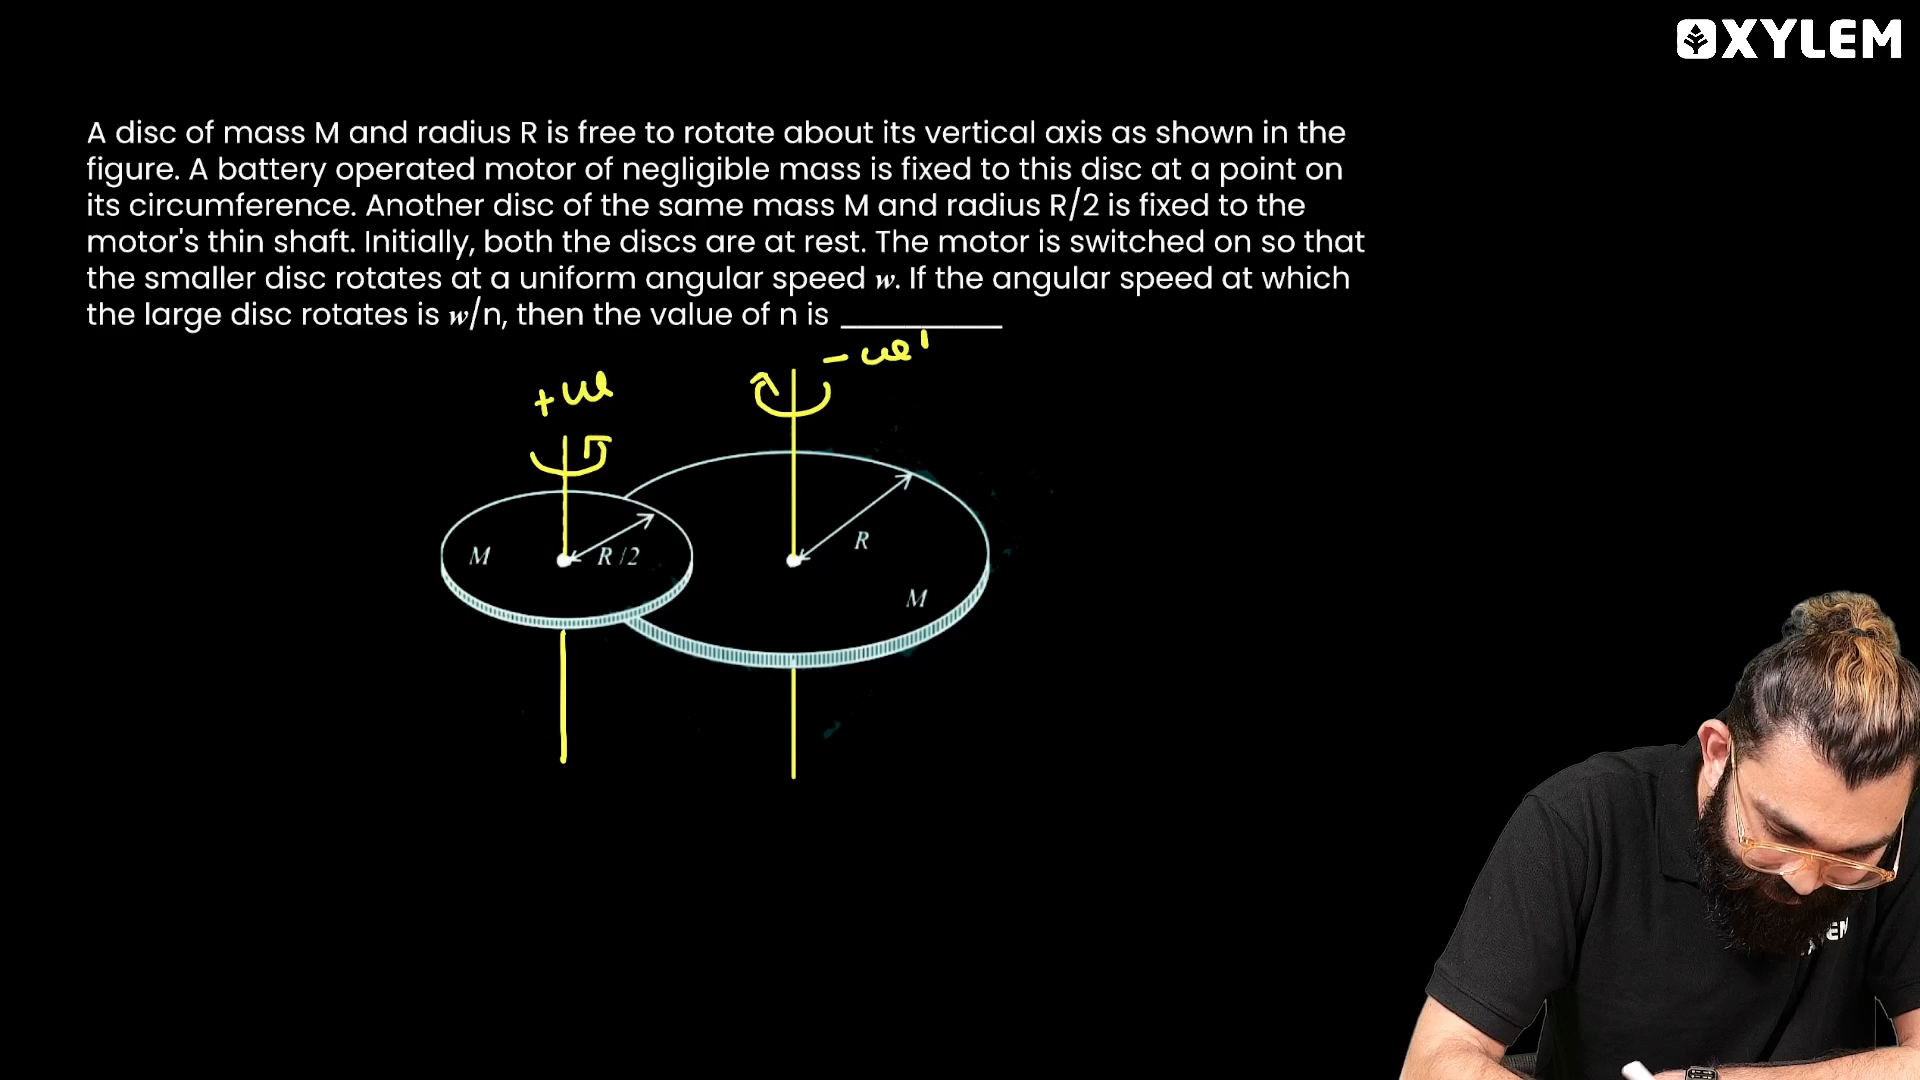 OXYLEM
A disc of mass M and radius R is free to rotate about its vertical axis as shown in the
figure. A battery operated motor of negligible mass is fixed to this disc at a point on
its circumference. Another disc of the same mass M and radius R/2 is fixed to the
motor's thin shaft. Initially, both the discs are at rest. The motor is switched on so that
the smaller disc rotates at a uniform angular speed w. If the angular speed at which
the large disc rotates is w/n, then the value of n is __________
M
R/2
R
M